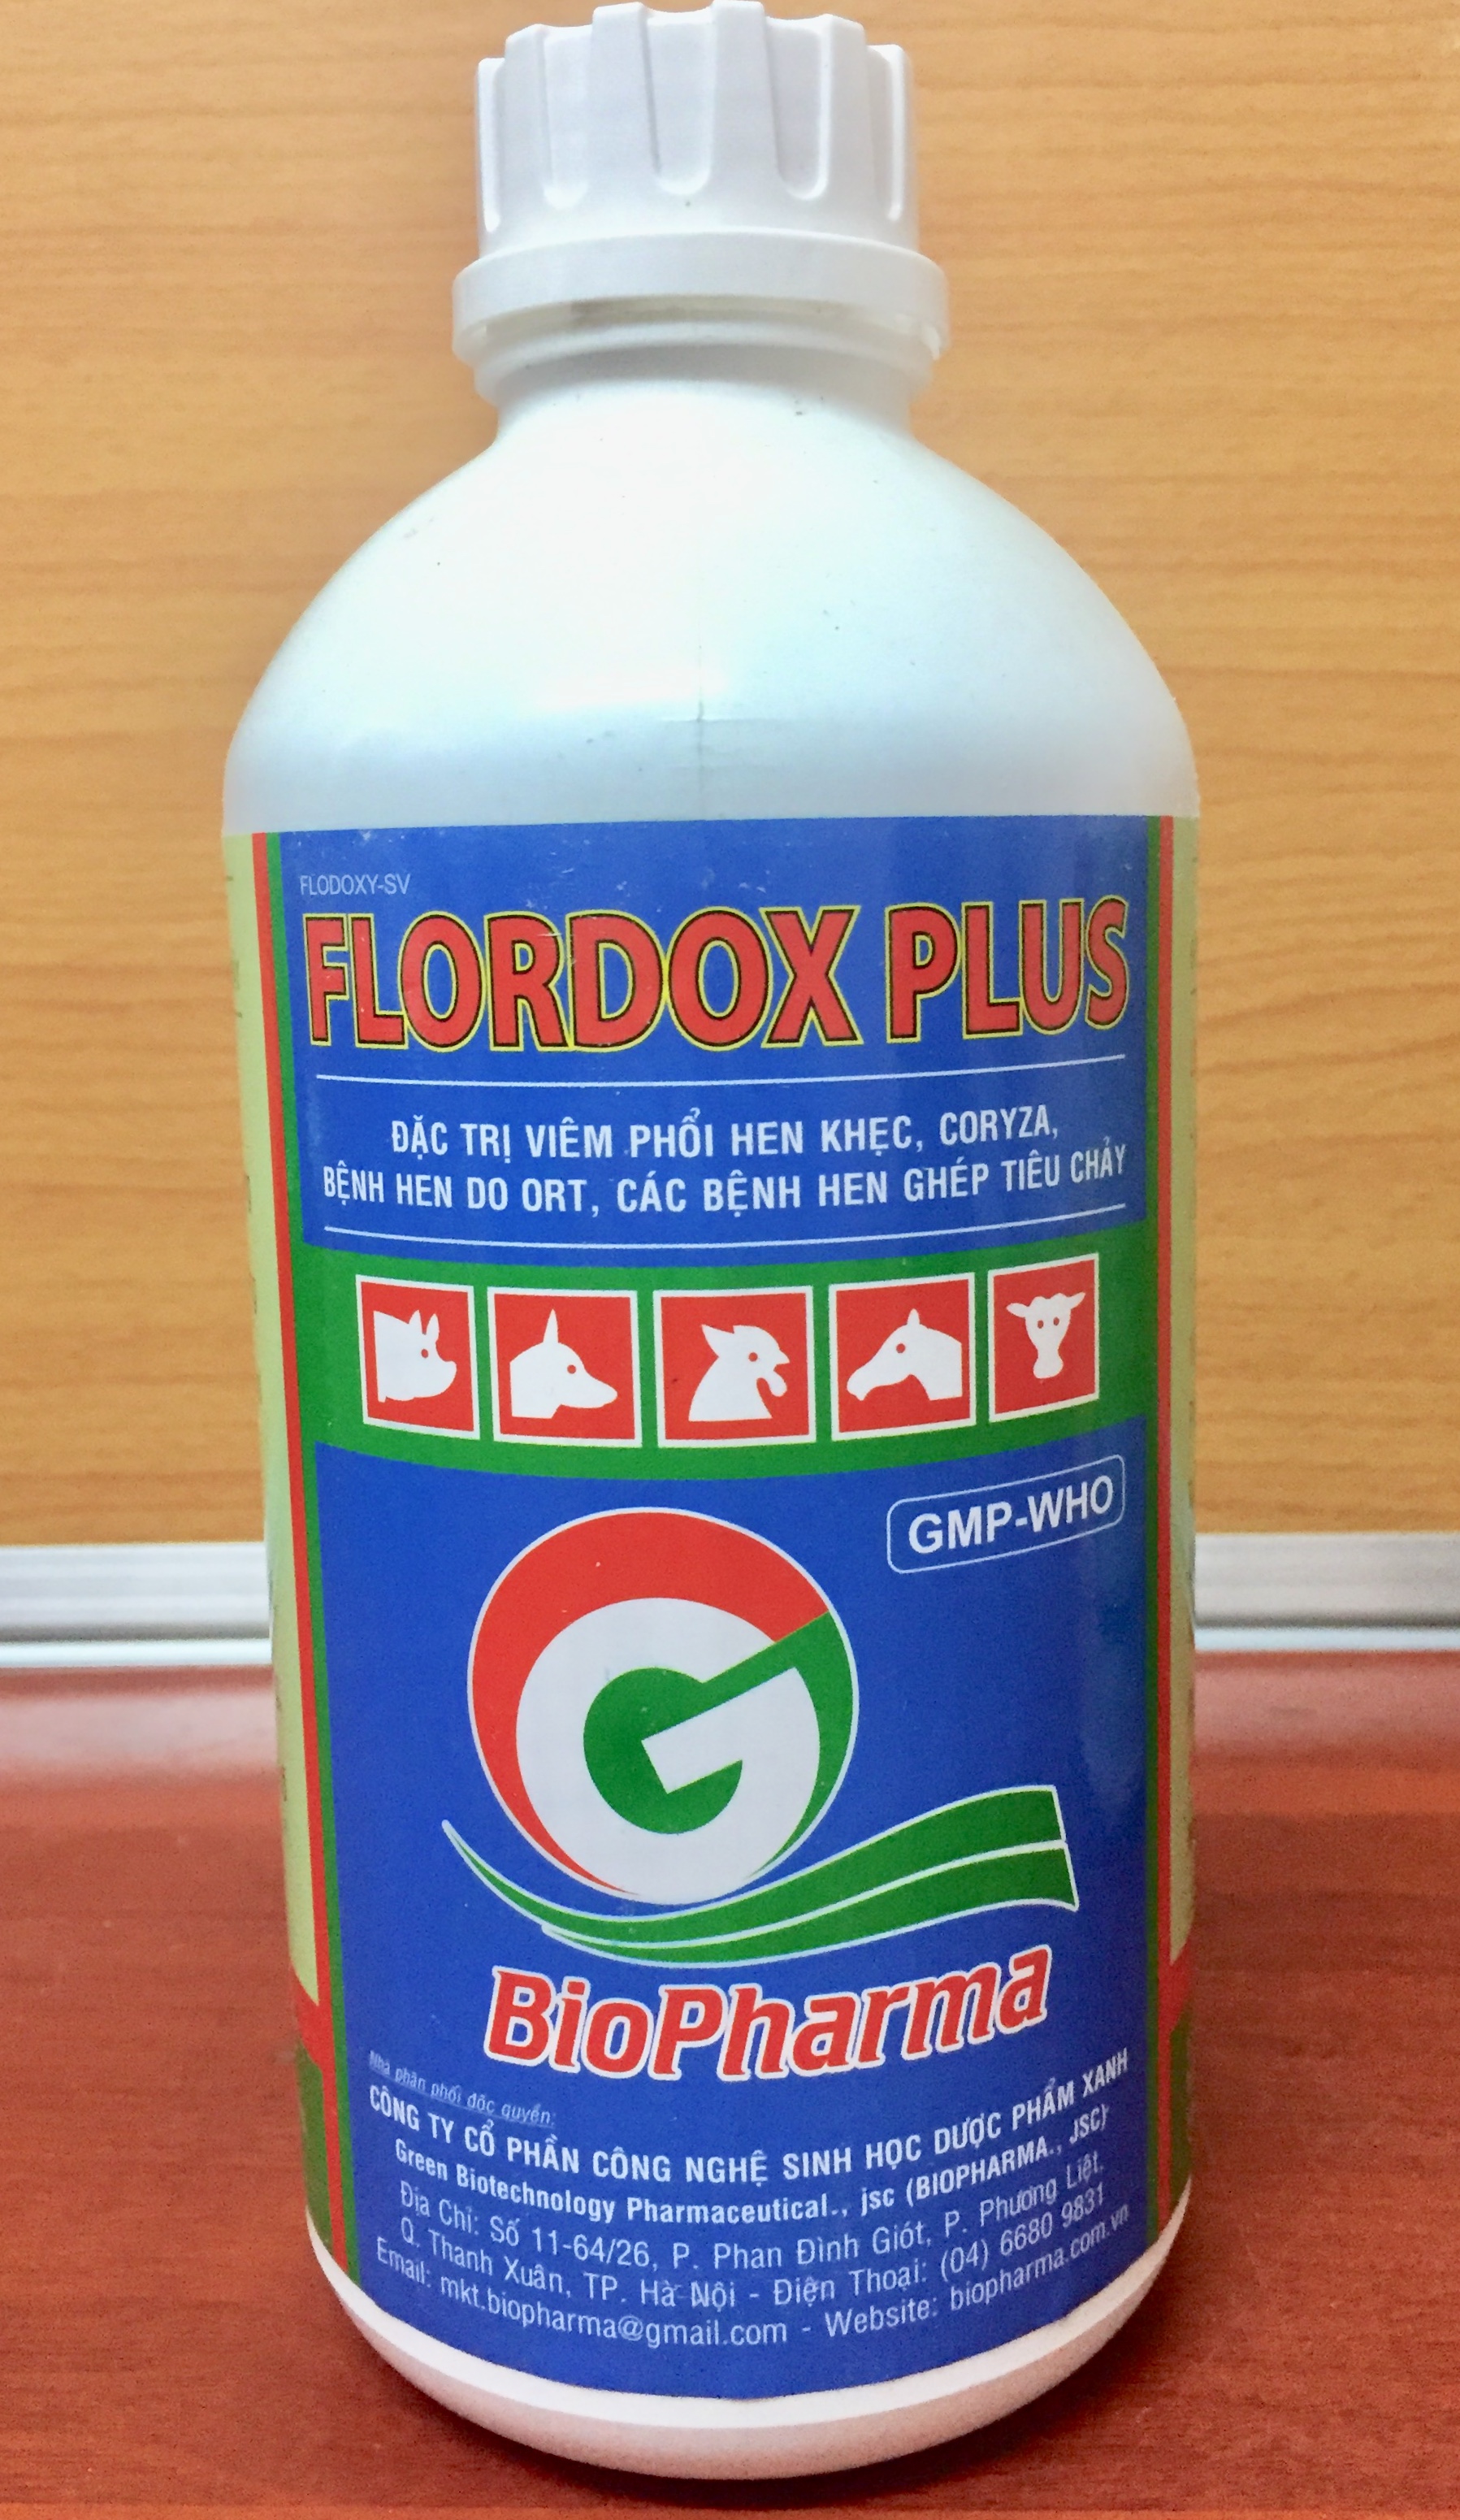 FLODOXY-SV
FLORDOX PLUS
ĐẶC TRỊ VIÊM PHỔI HEN KHẸC, CORYZA,
BỆNH HEN DO ORT, CÁC BỆNH HEN GHÉP TIÊU CHẢY
GMP-WHO
G
BioPharma
Nhà phân phối độc quyền:
CÔNG TY CỔ PHẦN CÔNG NGHỆ SINH HỌC DƯỢC PHẨM XANH
Green Biotechnology Pharmaceutical., jsc (BIOPHARMA., JSC)
Địa Chỉ: Số 11-64/26, P. Phan Đình Giót, P. Phương Liệt,
Q. Thanh Xuân, TP. Hà Nội - Điện Thoại: (04) 6680 9831
Email: mkt.biopharma@gmail.com - Website: biopharma.com.vn